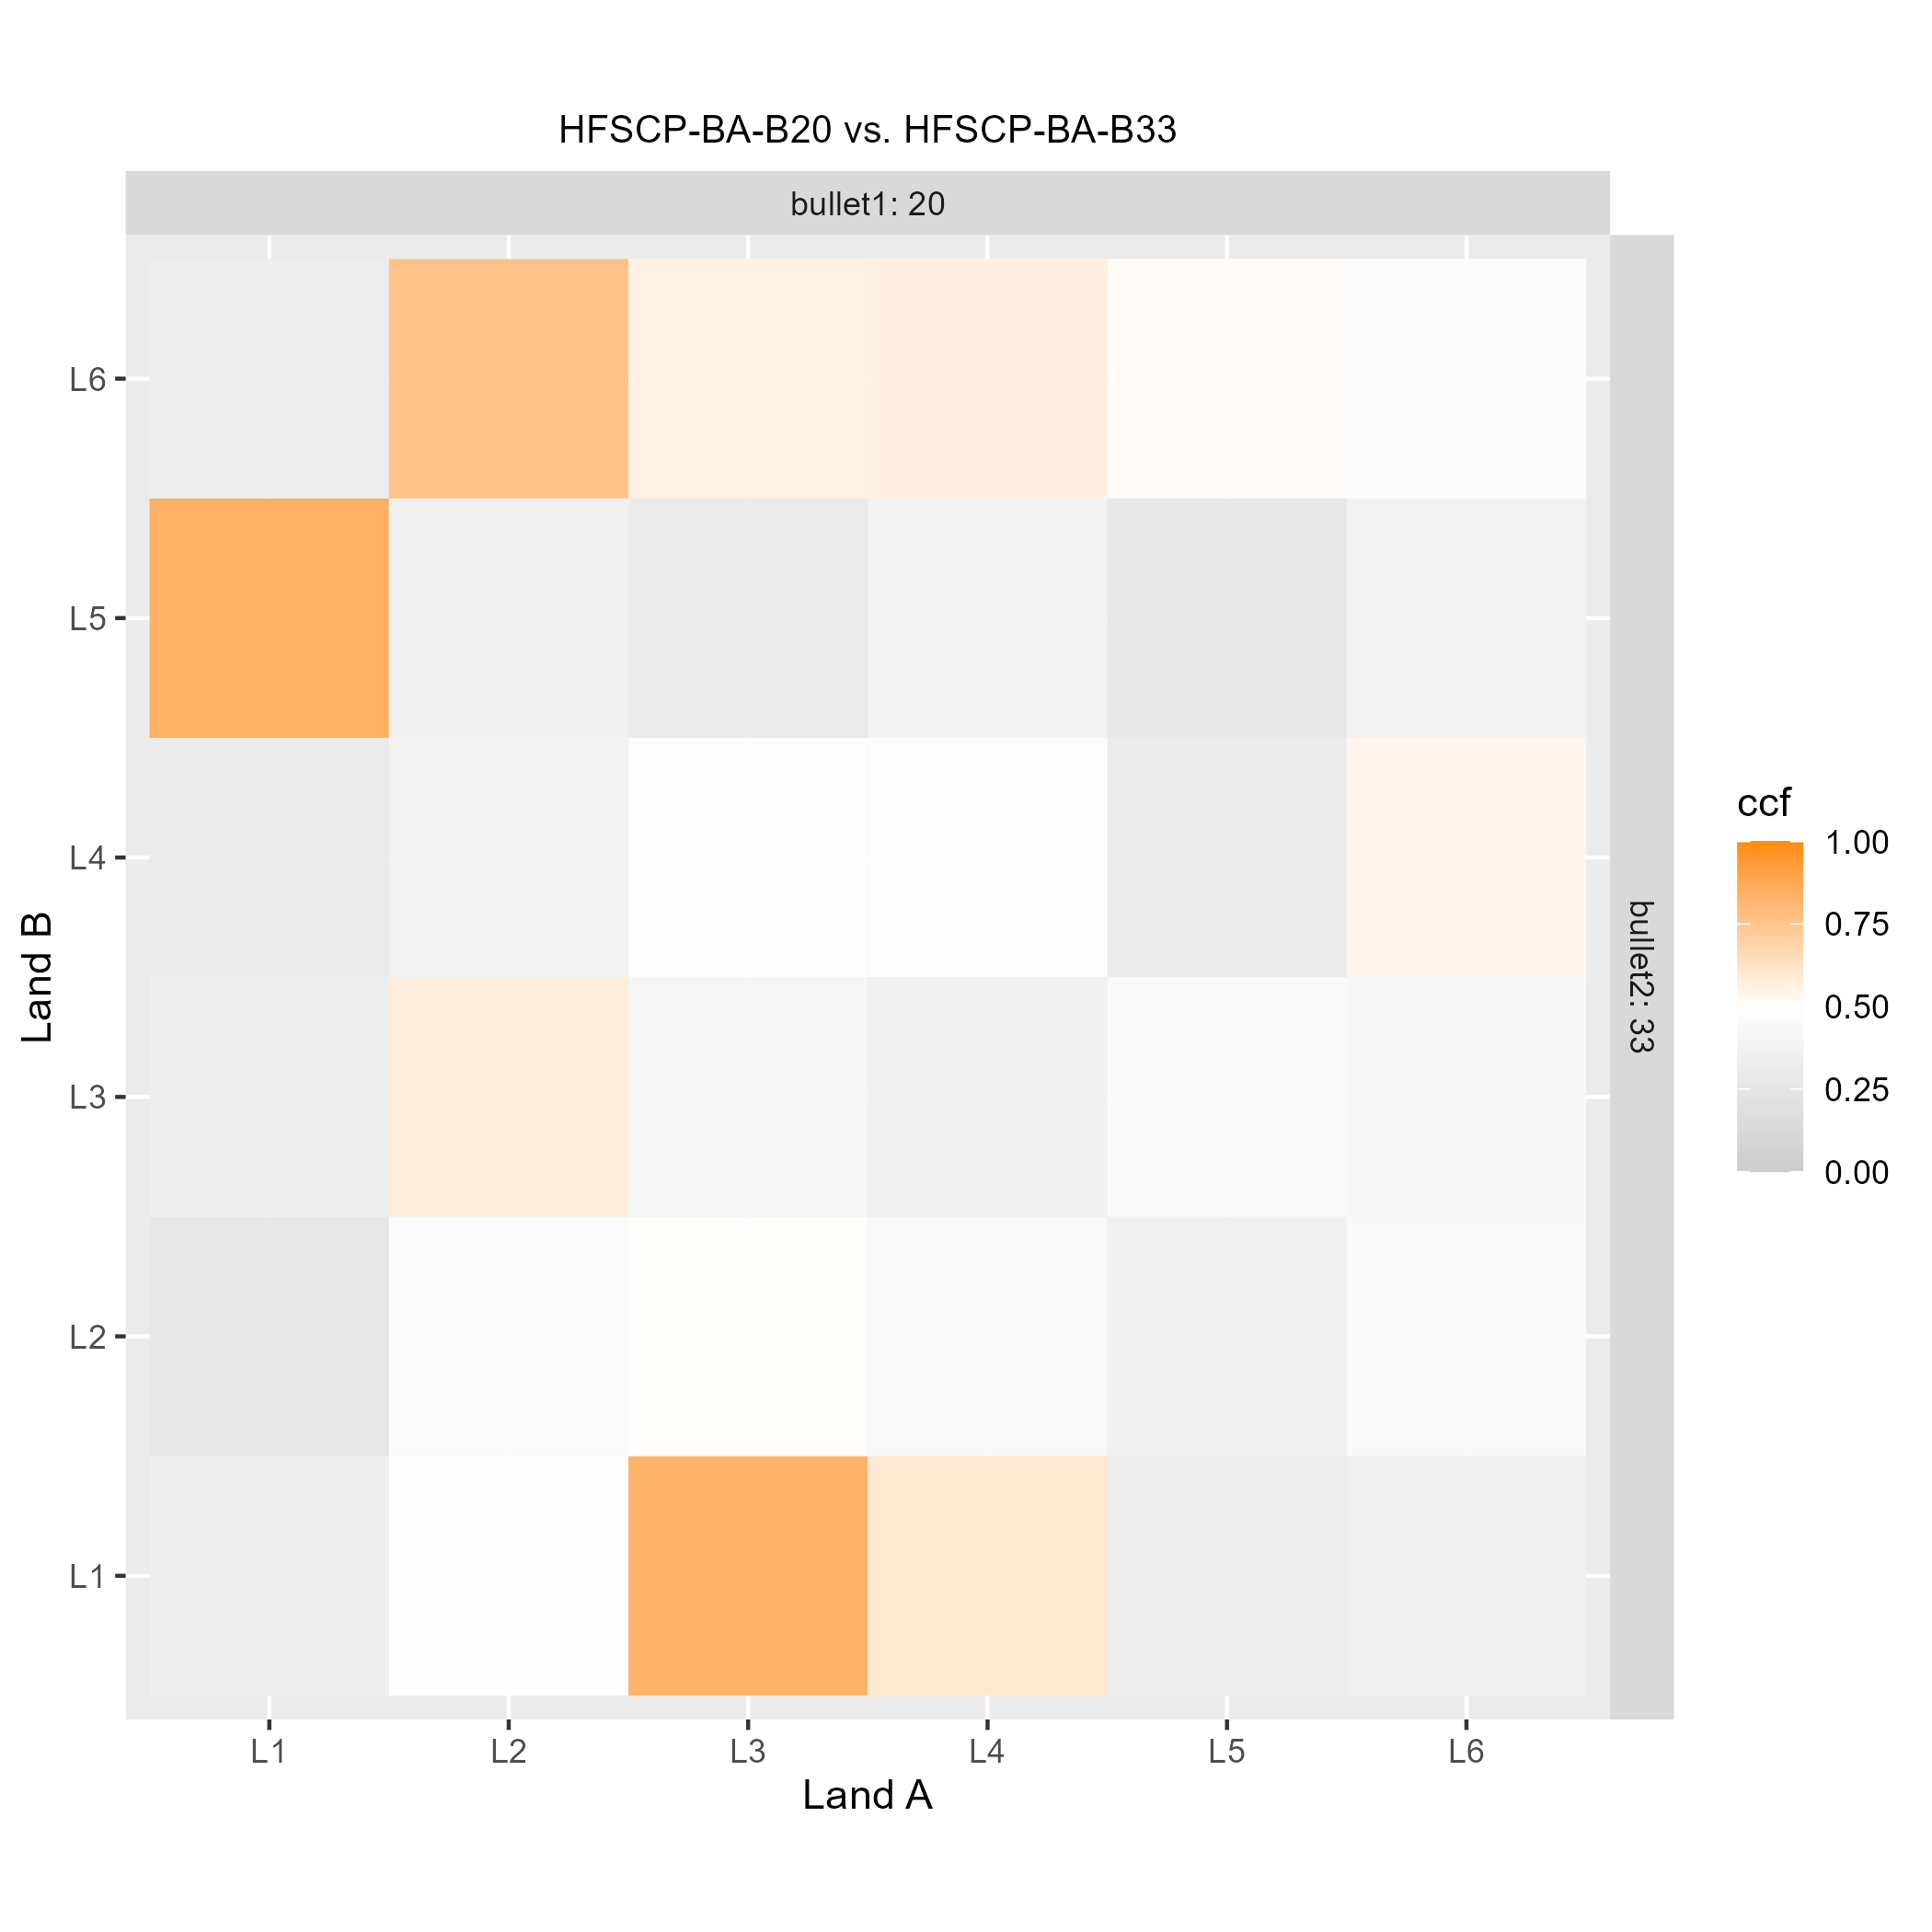 HFSCP-BA-B20 vs. HFSCP-BA-B33
bullet1: 20
bullet2: 33
L6
L5
L4
L3
L2
L1
Land B
L1 L2 L3 L4 L5 L6
Land A
ccf
1.00
0.75
0.50
0.25
0.00